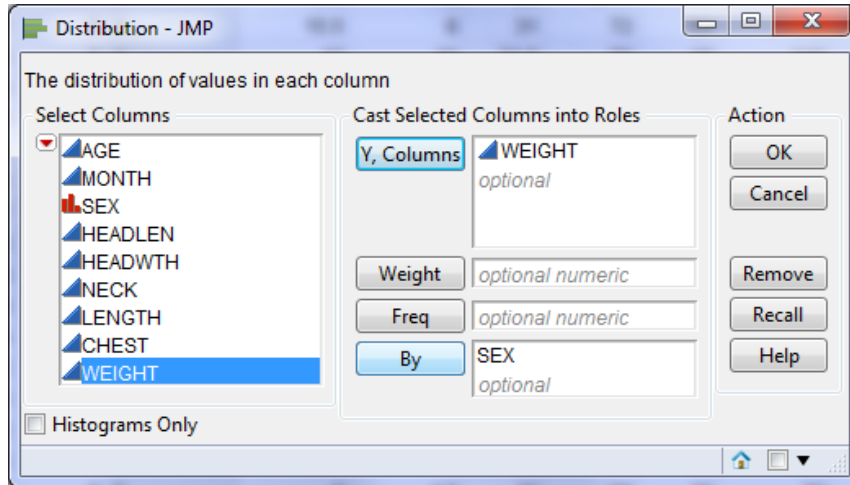 Distribution - JMP
The distribution of values in each column
Select Columns
AGE
MONTH
SEX
HEADLEN
HEADWTH
NECK
LENGTH
CHEST
WEIGHT
Histograms Only
Cast Selected Columns into Roles
Y, Columns
WEIGHT
optional
Weight
optional numeric
Freq
optional numeric
By
SEX
optional
Action
OK
Cancel
Remove
Recall
Help